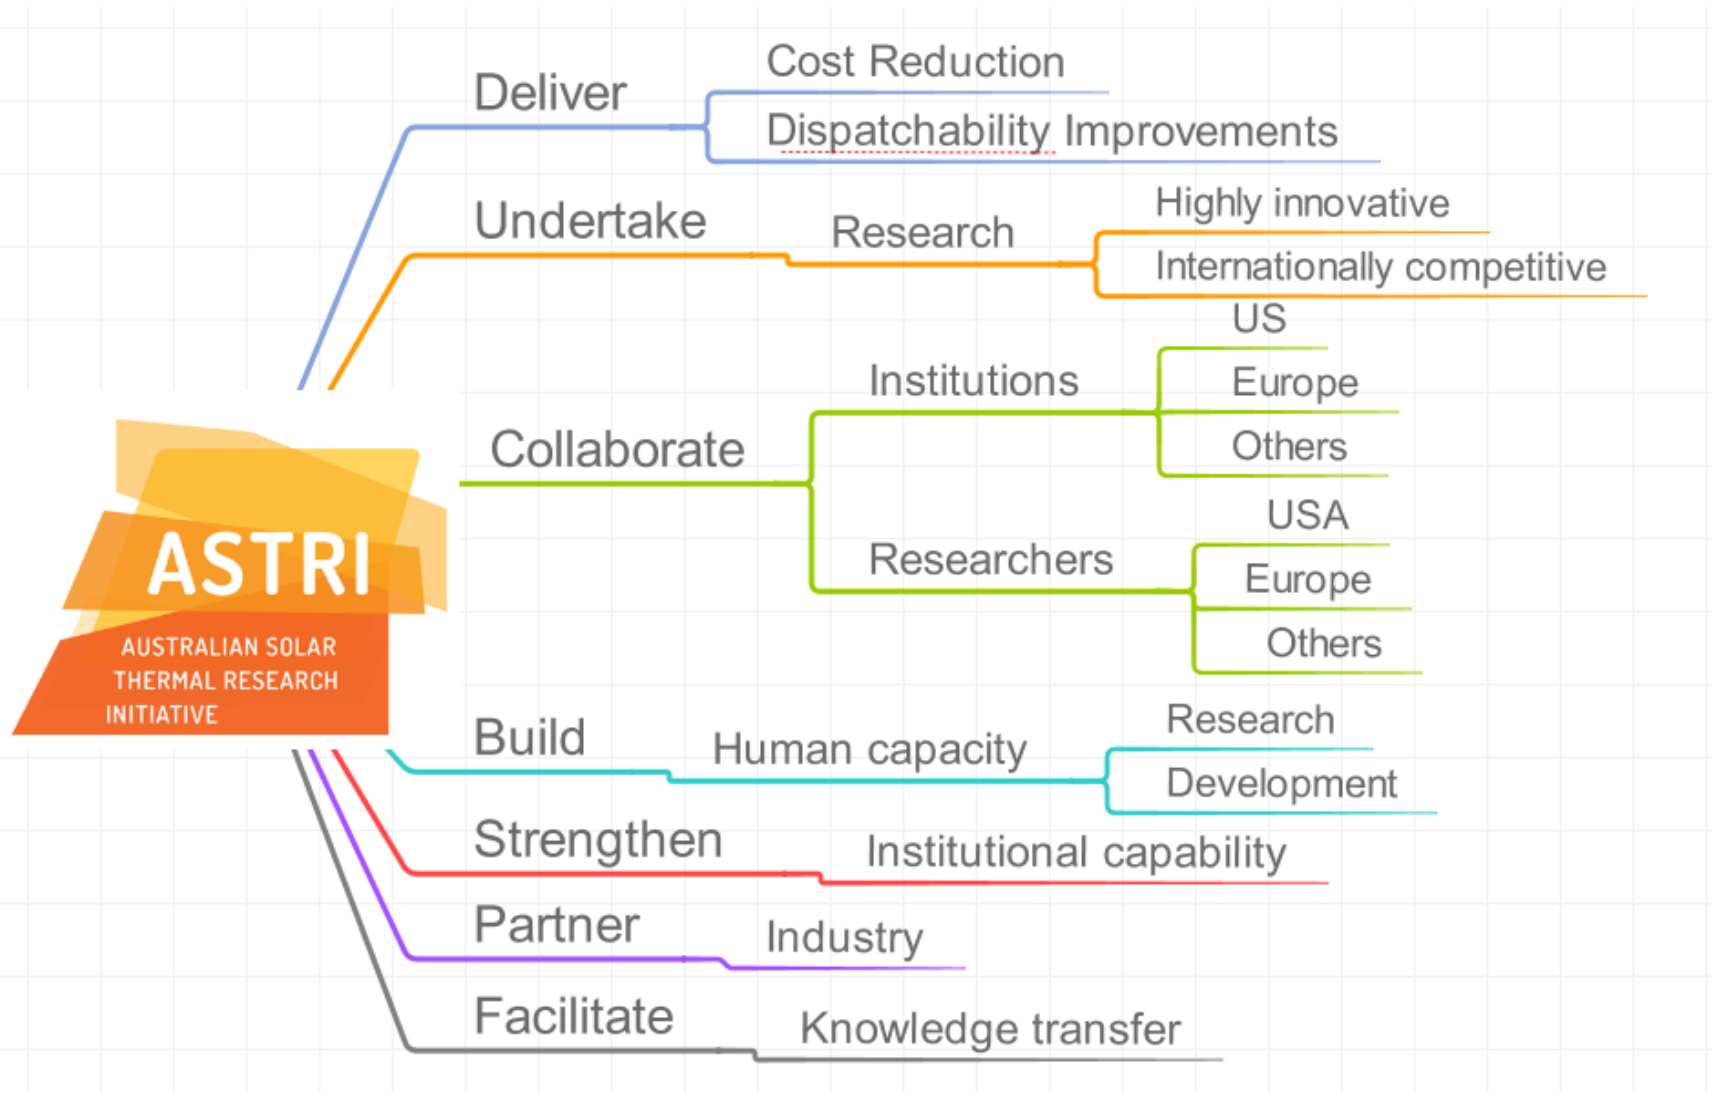 Deliver
Cost Reduction
Dispatchability Improvements
Undertake
Research
Highly innovative
Internationally competitive
Collaborate
Institutions
US
Europe
Others
Researchers
USA
Europe
Others
ASTRI
AUSTRALIAN SOLAR
THERMAL RESEARCH
INITIATIVE
Build
Human capacity
Research
Development
Strengthen
Institutional capability
Partner
Industry
Facilitate
Knowledge transfer